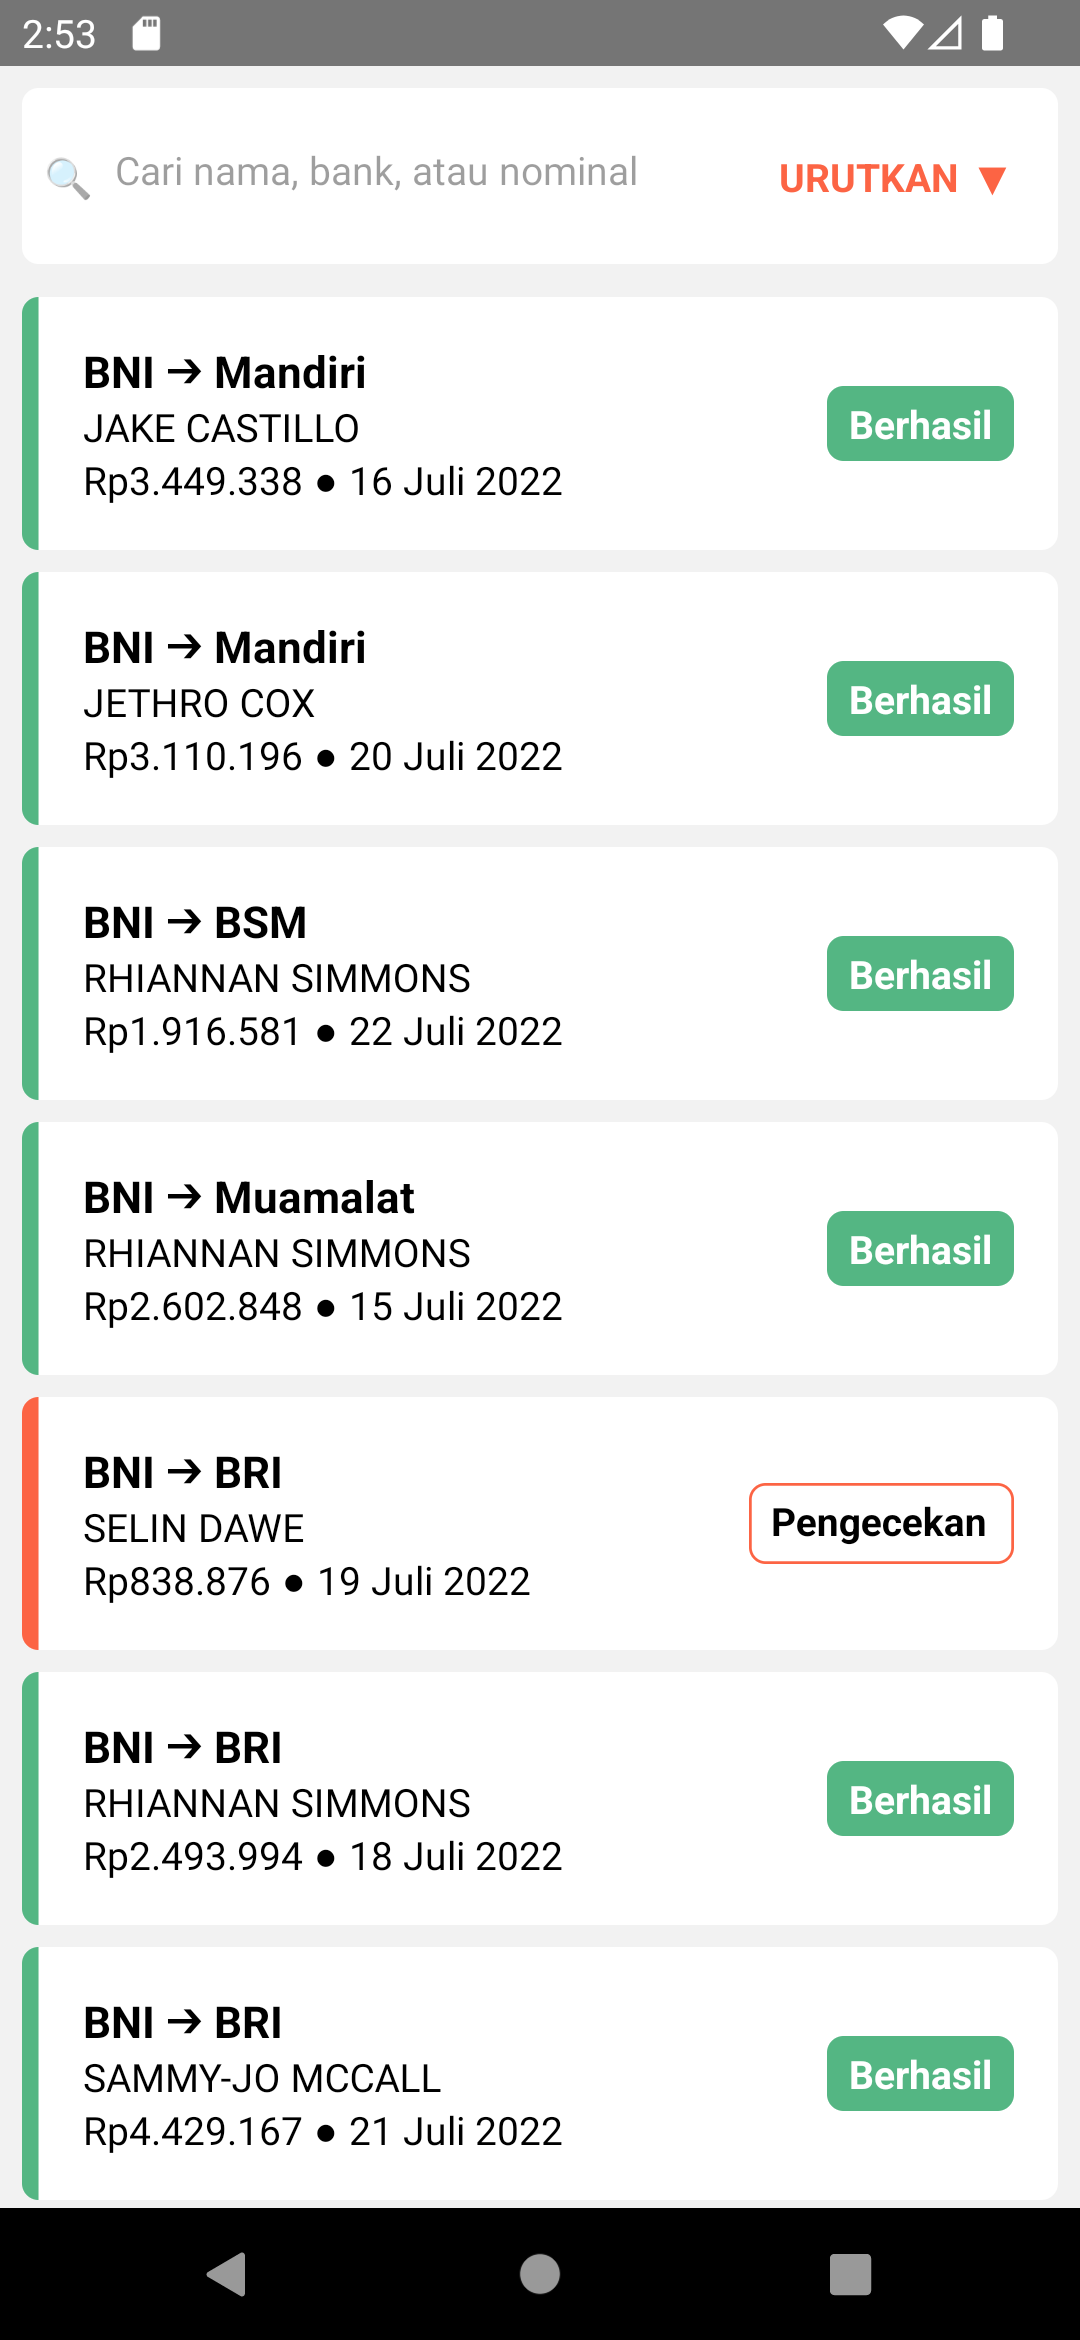 2:53
Cari nama, bank, atau nominal
URUTKAN ▼
BNI → Mandiri
JAKE CASTILLO
Rp3.449.338 ● 16 Juli 2022
Berhasil
BNI → Mandiri
JETHRO COX
Rp3.110.196 ● 20 Juli 2022
Berhasil
BNI → BSM
RHIANNAN SIMMONS
Rp1.916.581 ● 22 Juli 2022
Berhasil
BNI → Muamalat
RHIANNAN SIMMONS
Rp2.602.848 ● 15 Juli 2022
Berhasil
BNI → BRI
SELIN DAWE
Rp838.876 ● 19 Juli 2022
Pengecekan
BNI → BRI
RHIANNAN SIMMONS
Rp2.493.994 ● 18 Juli 2022
Berhasil
BNI → BRI
SAMMY-JO MCCALL
Rp4.429.167 ● 21 Juli 2022
Berhasil